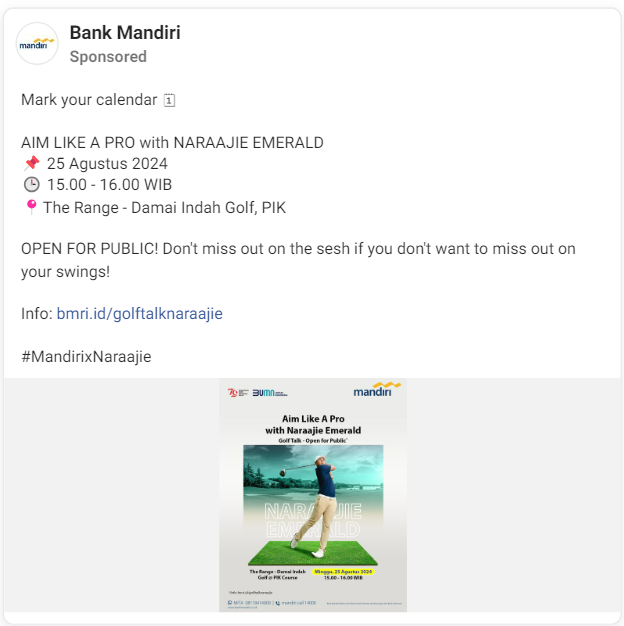 mandiri
Bank Mandiri
Sponsored
Mark your calendar 🗓
AIM LIKE A PRO with NARAAJIE EMERALD
📌 25 Agustus 2024
🕒 15.00 - 16.00 WIB
📍 The Range - Damai Indah Golf, PIK
OPEN FOR PUBLIC! Don't miss out on the sesh if you don't want to miss out on
your swings!
Info: bmri.id/golftalknaraajie
#MandirixNaraajie
BUMN
mandiri
Aim Like A Pro
with Naraajie Emerald
Golf Talk - Open for Public*
NARAAJIE
EMERALD
The Range - Damai Indah
Golf @ PIK Course
Minggu, 25 Agustus 2024
15.00 - 16.00 WIB